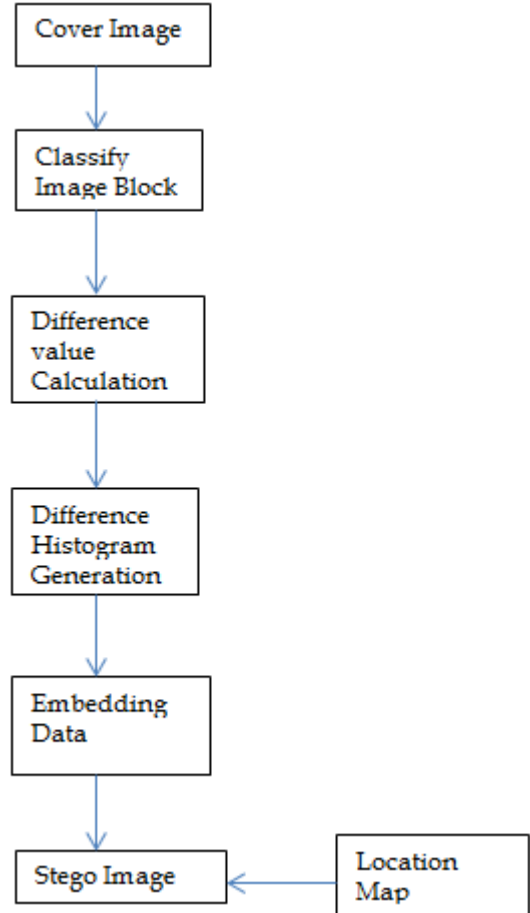 Cover Image
Classify
Image Block
Difference
value
Calculation
Difference
Histogram
Generation
Embedding
Data
Stego Image
Location
Map